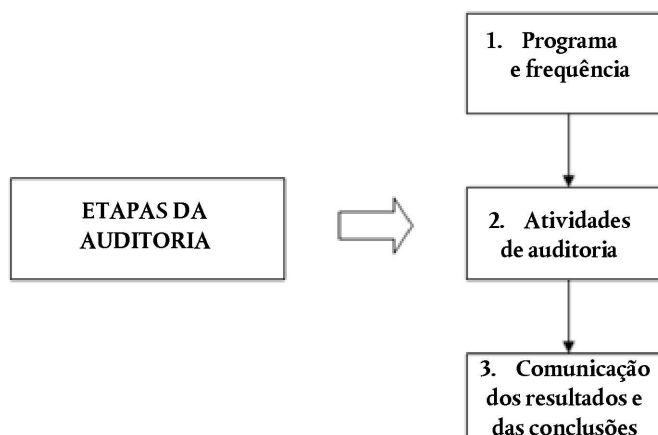 ETAPAS DA
AUDITORIA
1. Programa
e frequência
2. Atividades
de auditoria
3. Comunicação
dos resultados e
das conclusões